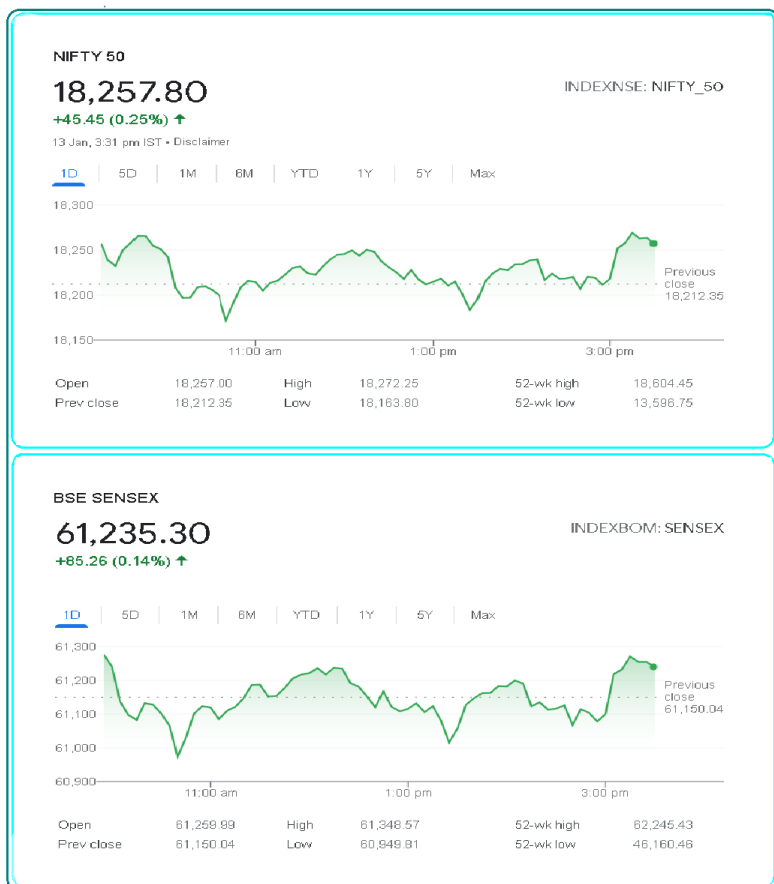 NIFTY 50
18,257.80
INDEXNSE: NIFTY_50
+45.45 (0.25%) ↑
13 Jan, 3:31 pm IST • Disclaimer
1D 5D 1M 6M YTD 1Y 5Y Max
18,300
18,250
18,200
18,150
Previous
close
18,212.35
11:00 am 1:00 pm 3:00 pm
Open 18,257.00 High 18,272.25 52-wk high 18,604.45
Prev close 18,212.35 Low 18,163.80 52-wk low 13,596.75
BSE SENSEX
61,235.30
INDEXBOM: SENSEX
+85.26 (0.14%) ↑
1D 5D 1M 6M YTD 1Y 5Y Max
61,300
61,200
61,100
61,000
60,900
Previous
close
61,150.04
11:00 am 1:00 pm 3:00 pm
Open 61,259.99 High 61,348.57 52-wk high 62,245.43
Prev close 61,150.04 Low 60,949.81 52-wk low 46,160.46